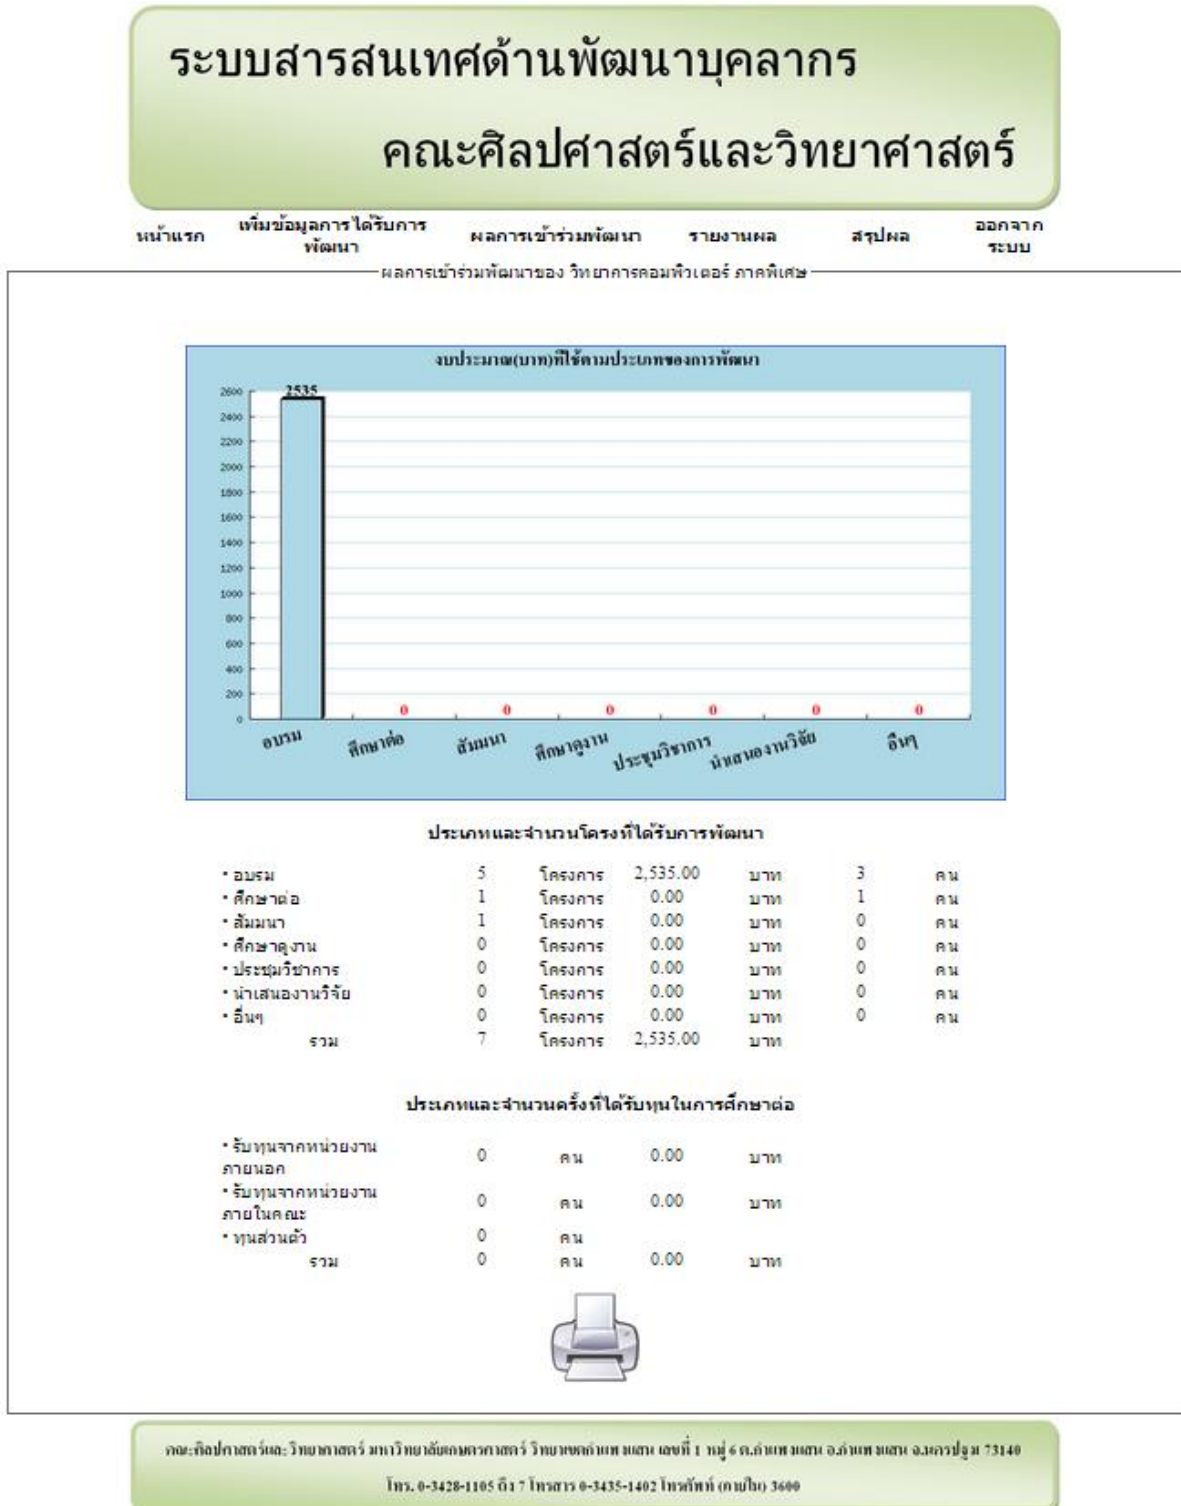 ระบบสารสนเทศด้านพัฒนาบุคลากร
คณะศิลปศาสตร์และวิทยาศาสตร์
หน้าแรก เพิ่มข้อมูลการได้รับการพัฒนา ผลการเข้าร่วมพัฒนา รายงานผล สรุปผล ออกจากระบบ
ผลการเข้าร่วมพัฒนาของ วิทยาการคอมพิวเตอร์ ภาคพิเศษ
งบประมาณ(บาท)ที่ใช้ตามประเภทของการพัฒนา
2535
2600
2400
2200
2000
1800
1600
1400
1200
1000
800
600
400
200
0
0 0 0 0 0 0
อบรม ศึกษาต่อ สัมมนา ศึกษาดูงาน ประชุมวิชาการ นำเสนองานวิจัย อื่นๆ
ประเภทและจำนวนโครงที่ได้รับการพัฒนา
• อบรม 5 โครงการ 2,535.00 บาท 3 คน
• ศึกษาต่อ 1 โครงการ 0.00 บาท 1 คน
• สัมมนา 1 โครงการ 0.00 บาท 0 คน
• ศึกษาดูงาน 0 โครงการ 0.00 บาท 0 คน
• ประชุมวิชาการ 0 โครงการ 0.00 บาท 0 คน
• นำเสนองานวิจัย 0 โครงการ 0.00 บาท 0 คน
• อื่นๆ 0 โครงการ 0.00 บาท 0 คน
รวม 7 โครงการ 2,535.00 บาท
ประเภทและจำนวนครั้งที่ได้รับทุนในการศึกษาต่อ
• รับทุนจากหน่วยงาน
ภายนอก 0 คน 0.00 บาท
• รับทุนจากหน่วยงาน
ภายในคณะ 0 คน 0.00 บาท
• ทุนส่วนตัว 0 คน
รวม 0 คน 0.00 บาท
คณะศิลปศาสตร์และวิทยาศาสตร์ มหาวิทยาลัยเกษตรศาสตร์ วิทยาเขตกำแพงแสน เลขที่ 1 หมู่ 6 ต.กำแพงแสน อ.กำแพงแสน จ.นครปฐม 73140
โทร. 0-3428-1105 ถึง 7 โทรสาร 0-3435-1402 โทรศัพท์ (ภายใน) 3600